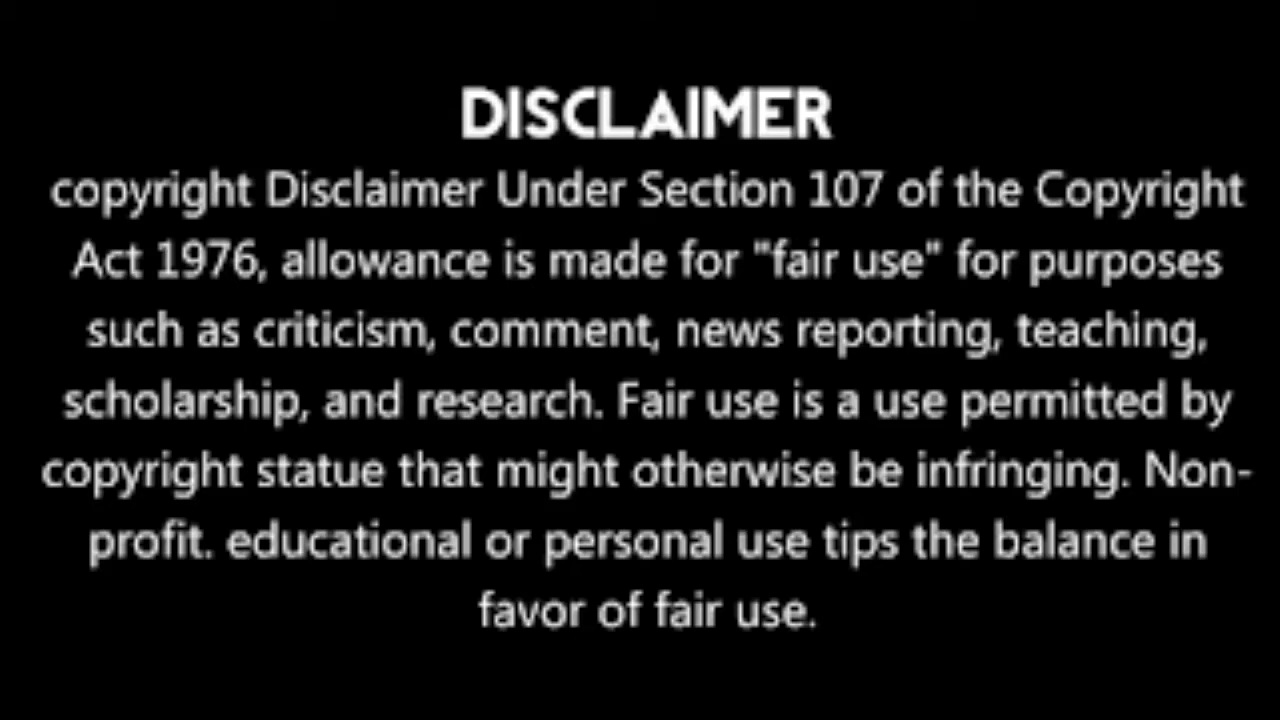 DISCLAIMER
copyright Disclaimer Under Section 107 of the Copyright
Act 1976, allowance is made for "fair use" for purposes
such as criticism, comment, news reporting, teaching,
scholarship, and research. Fair use is a use permitted by
copyright statue that might otherwise be infringing. Non-
profit. educational or personal use tips the balance in
favor of fair use.